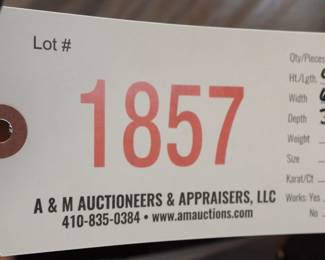 Lot #
1857
A & M AUCTIONEERS & APPRAISERS, LLC
410-835-0384 • www.amauctions.com
Qty/Pieces
Ht./Lgth.
Width
Depth
Weight
Size
Karat/Ct
Works: Yes
No